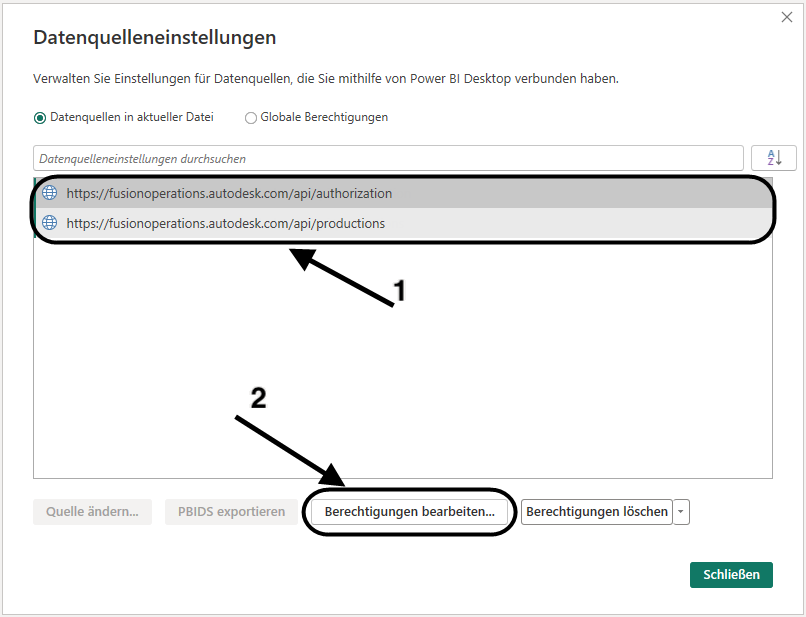 Datenquelleneinstellungen
Verwalten Sie Einstellungen für Datenquellen, die Sie mithilfe von Power BI Desktop verbunden haben.
Datenquellen in aktueller Datei Globale Berechtigungen
Datenquelleneinstellungen durchsuchen
AZ
https://fusionoperations.autodesk.com/api/authorization
https://fusionoperations.autodesk.com/api/productions
1
2
Quelle ändern... PBIDS exportieren Berechtigungen bearbeiten... Berechtigungen löschen
Schließen